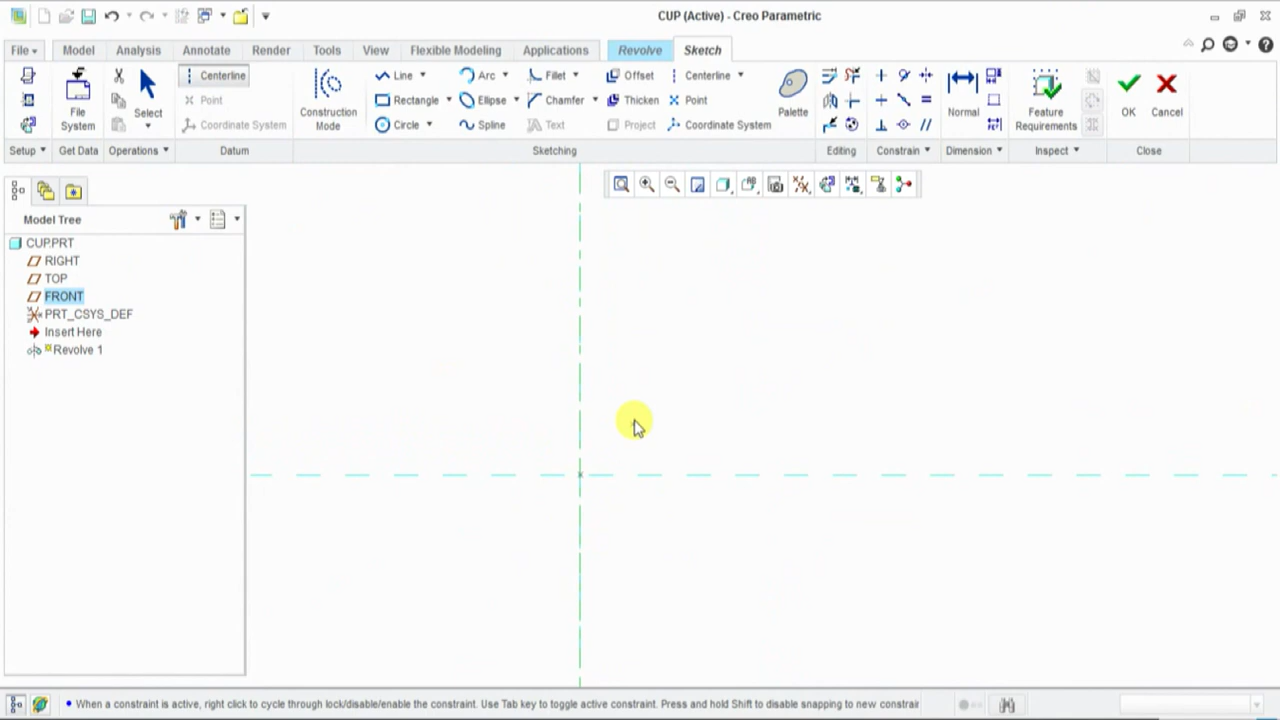 CUP (Active) - Creo Parametric
File Model Analysis Annotate Render Tools View Flexible Modeling Applications Revolve Sketch
Centerline Line Arc Fillet Offset Centerline
Point Rectangle Ellipse Chamfer Thicken Point
Coordinate System Circle Spline Text Project Coordinate System
File System Select Construction Mode Palette Normal Feature Requirements OK Cancel
Setup Get Data Operations Datum Sketching Editing Constrain Dimension Inspect Close
Model Tree
CUP.PRT
RIGHT
TOP
FRONT
PRT_CSYS_DEF
Insert Here
Revolve 1
When a constraint is active, right click to cycle through lock/disable/enable the constraint. Use Tab key to toggle active constraint. Press and hold Shift to disable snapping to new constrair